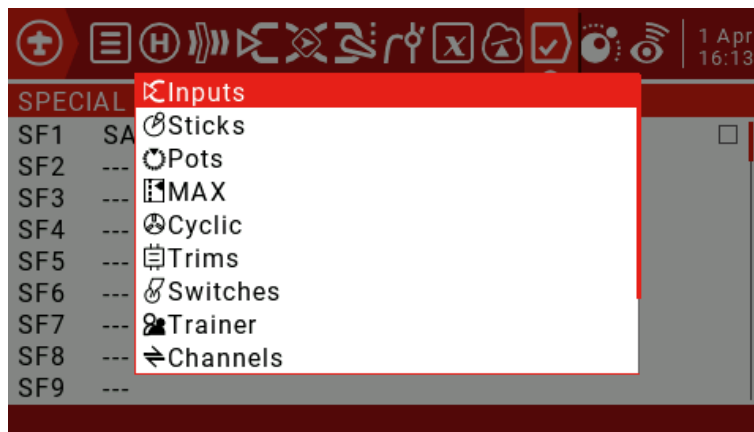 1 Apr
16:13
SPECIAL
Inputs
SF1 SA
Sticks
SF2 ---
Pots
SF3 ---
MAX
SF4 ---
Cyclic
SF5 ---
Trims
SF6 ---
Switches
SF7 ---
Trainer
SF8 ---
Channels
SF9 ---